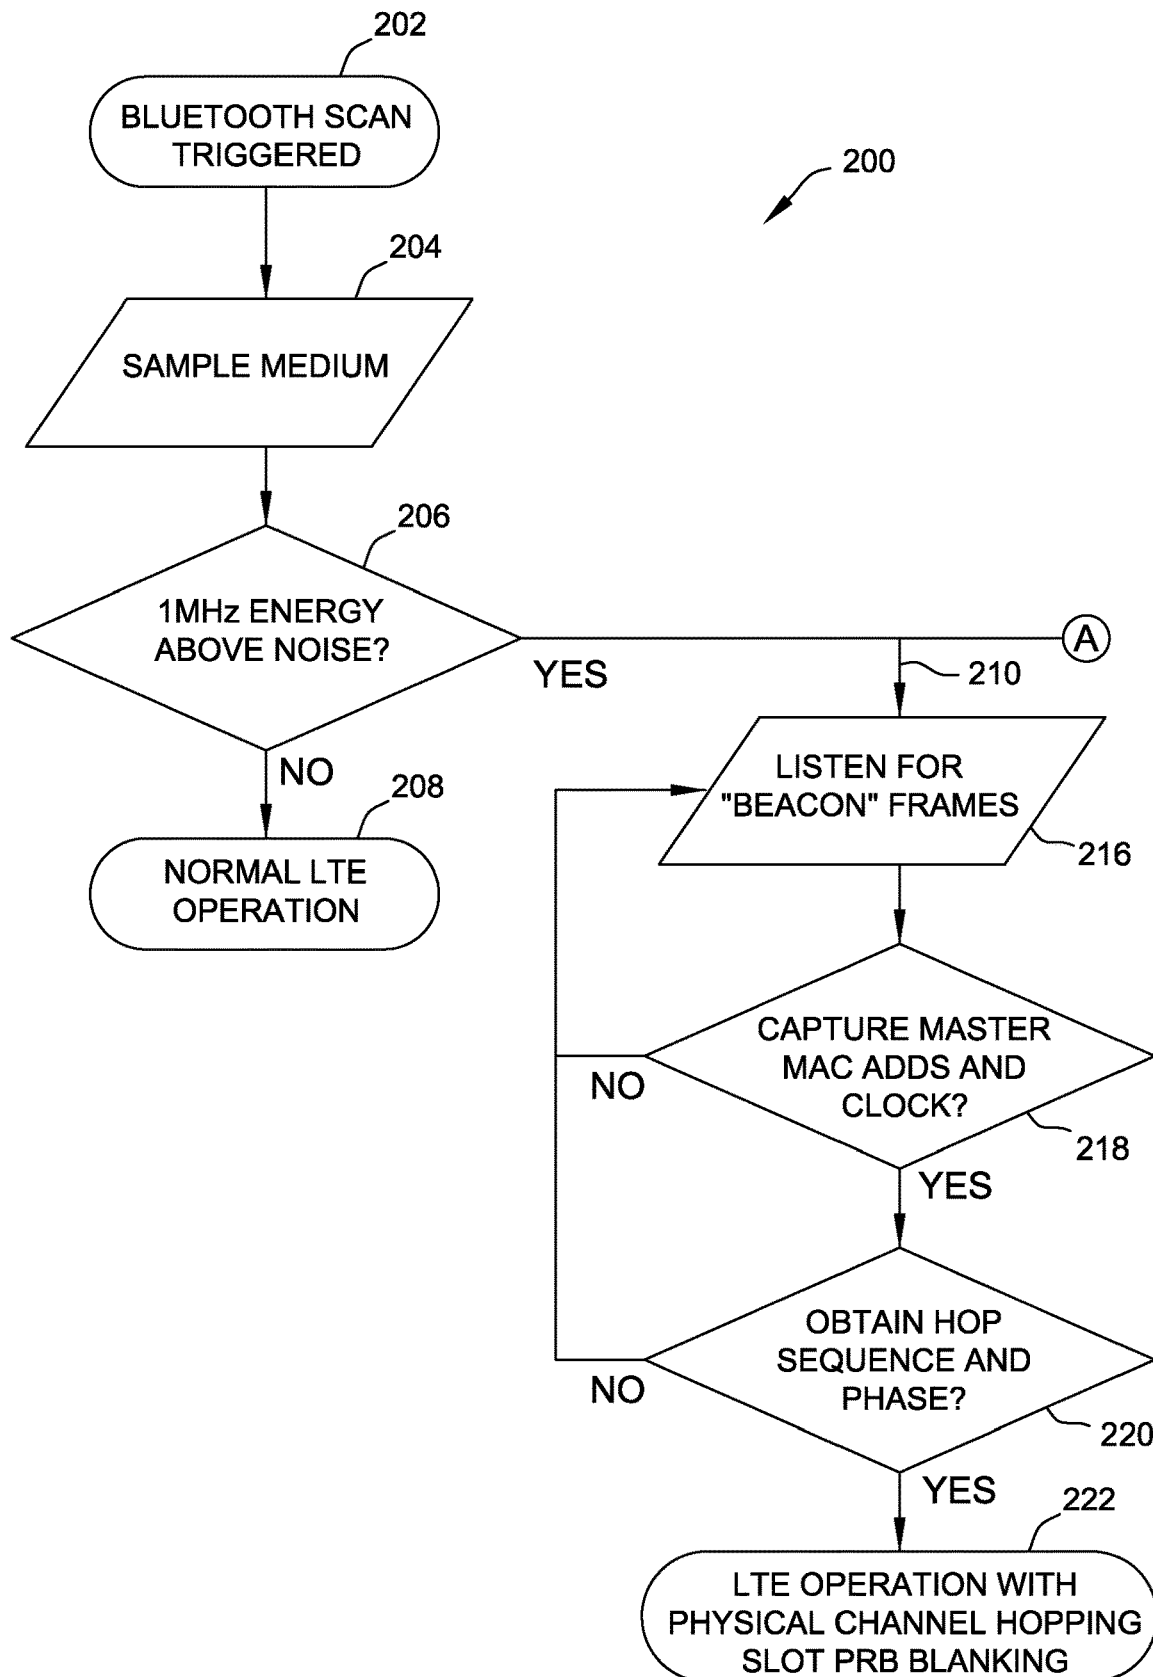 202
BLUETOOTH SCAN
TRIGGERED
200
204
SAMPLE MEDIUM
206
1MHz ENERGY
ABOVE NOISE?
YES
A
210
NO
LISTEN FOR
"BEACON" FRAMES
216
208
NORMAL LTE
OPERATION
CAPTURE MASTER
MAC ADDS AND
CLOCK?
NO
218
YES
OBTAIN HOP
SEQUENCE AND
PHASE?
NO
220
YES
222
LTE OPERATION WITH
PHYSICAL CHANNEL HOPPING
SLOT PRB BLANKING